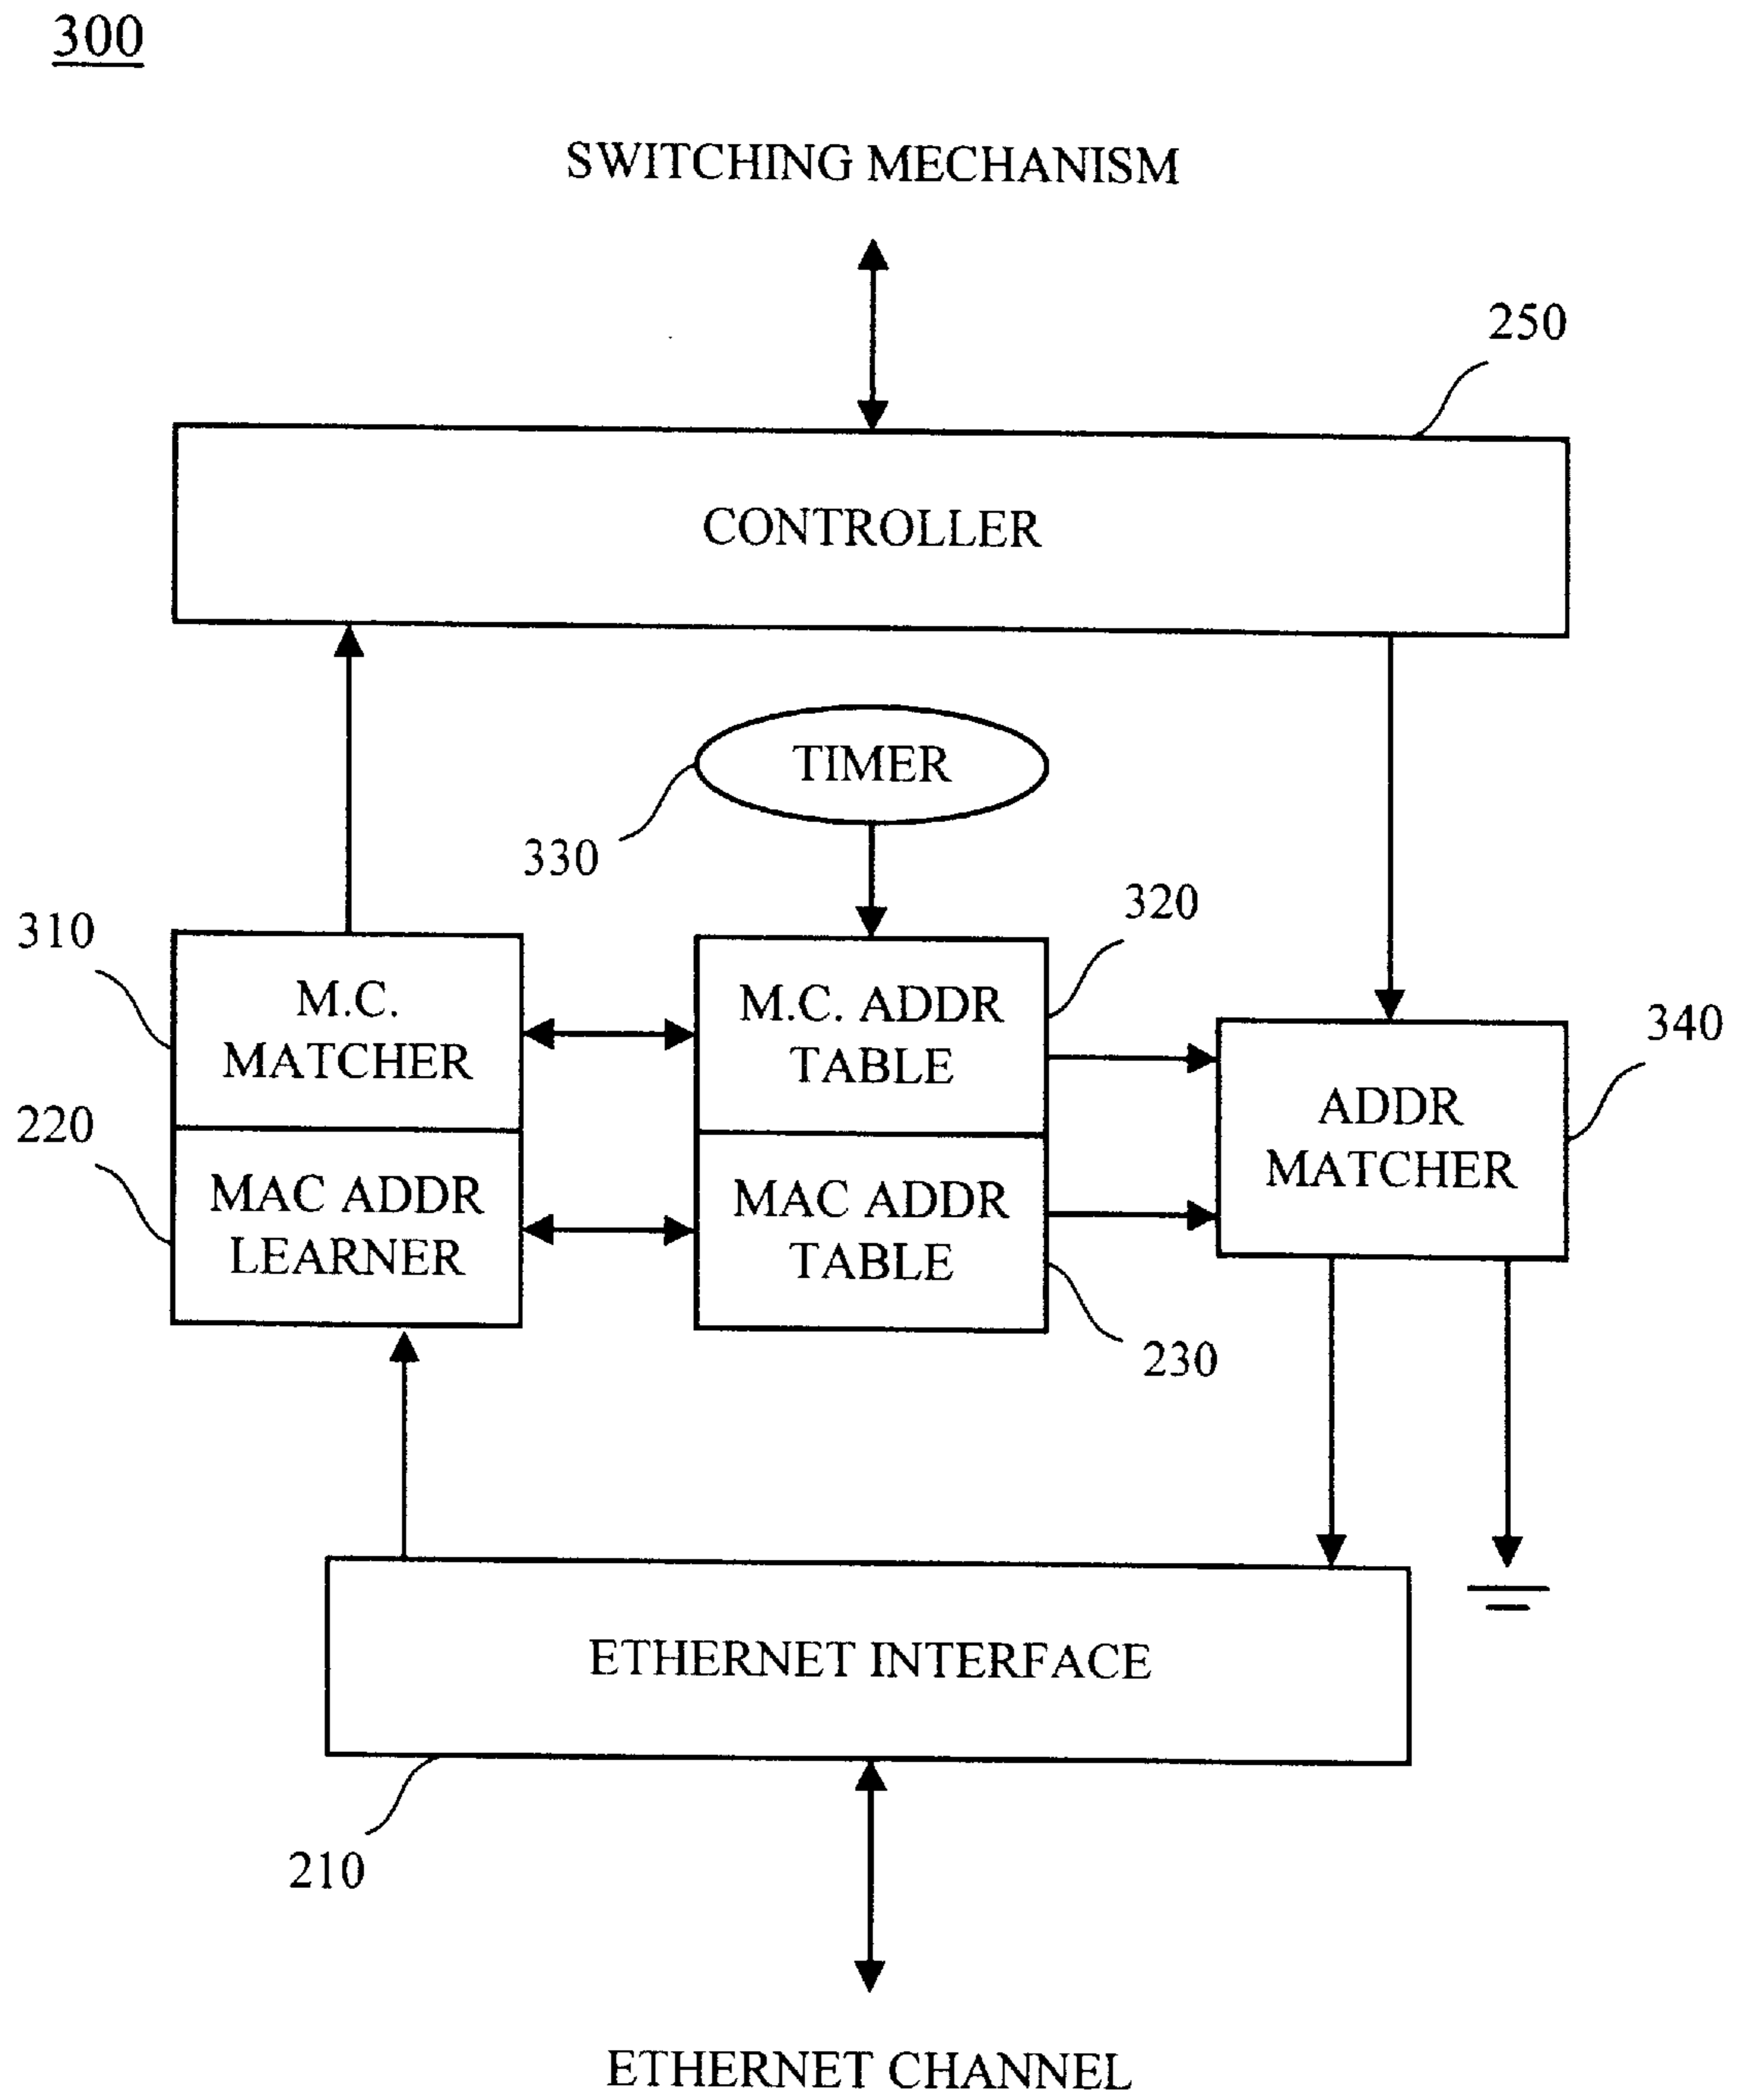 300
SWITCHING MECHANISM
250
CONTROLLER
TIMER
330
320
310
M.C.
MATCHER
M.C. ADDR
TABLE
340
ADDR
MATCHER
220
MAC ADDR
LEARNER
MAC ADDR
TABLE
230
ETHERNET INTERFACE
210
ETHERNET CHANNEL